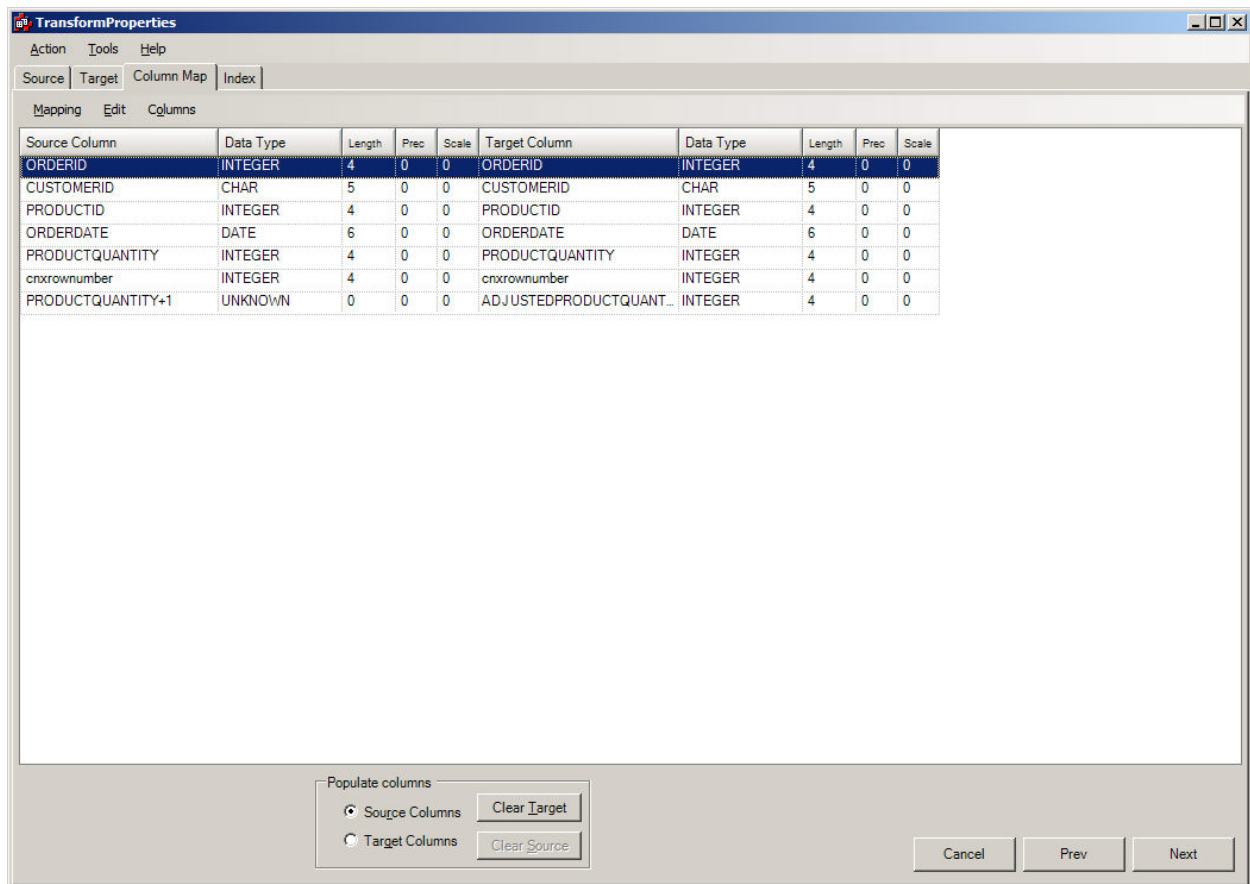 TransformProperties
Action Tools Help
Source Target Column Map Index
Mapping Edit Columns
Source Column Data Type Length Prec Scale Target Column Data Type Length Prec Scale
ORDERID INTEGER 4 0 0 ORDERID INTEGER 4 0 0
CUSTOMERID CHAR 5 0 0 CUSTOMERID CHAR 5 0 0
PRODUCTID INTEGER 4 0 0 PRODUCTID INTEGER 4 0 0
ORDERDATE DATE 6 0 0 ORDERDATE DATE 6 0 0
PRODUCTQUANTITY INTEGER 4 0 0 PRODUCTQUANTITY INTEGER 4 0 0
cnxrownumber INTEGER 4 0 0 cnxrownumber INTEGER 4 0 0
PRODUCTQUANTITY+1 UNKNOWN 0 0 0 ADJUSTEDPRODUCTQUANT... INTEGER 4 0 0
Populate columns
Source Columns Clear Target
Target Columns Clear Source
Cancel Prev Next